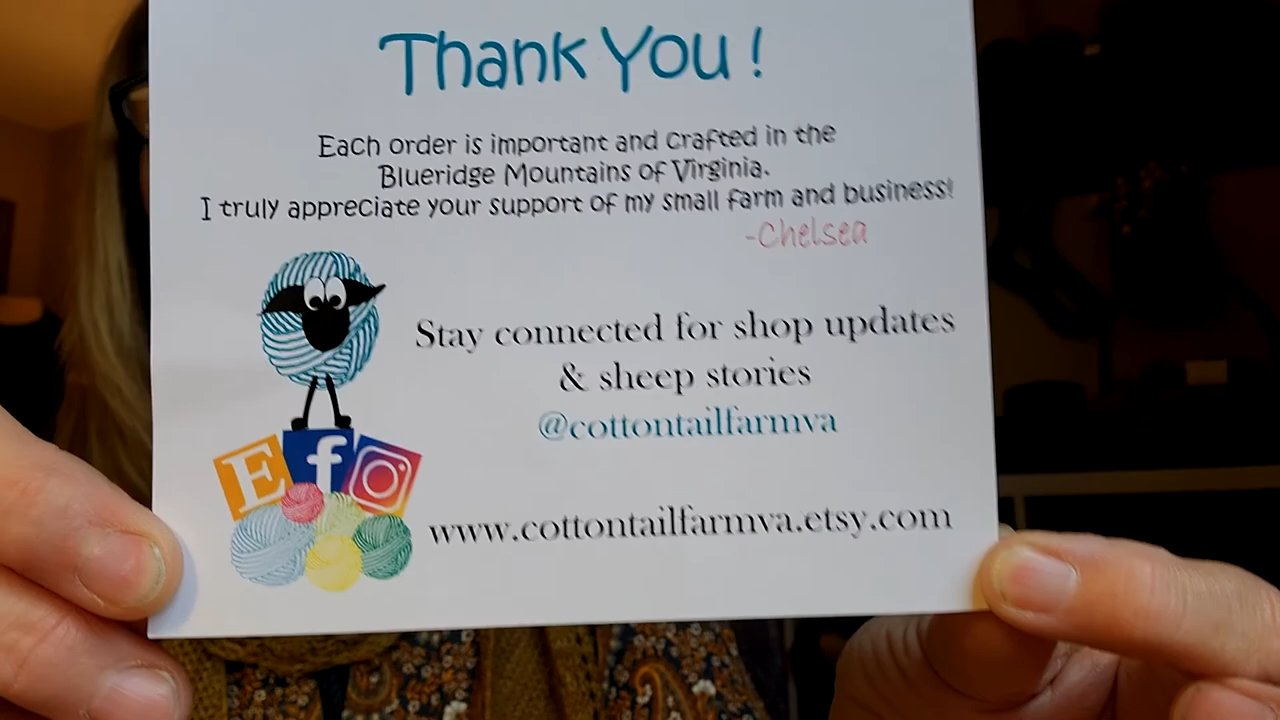 Thank You !
Each order is important and crafted in the
Blueridge Mountains of Virginia.
I truly appreciate your support of my small farm and business!
-Chelsea
Stay connected for shop updates
& sheep stories
@cottontailfarmva
E f
www.cottontailfarmva.etsy.com